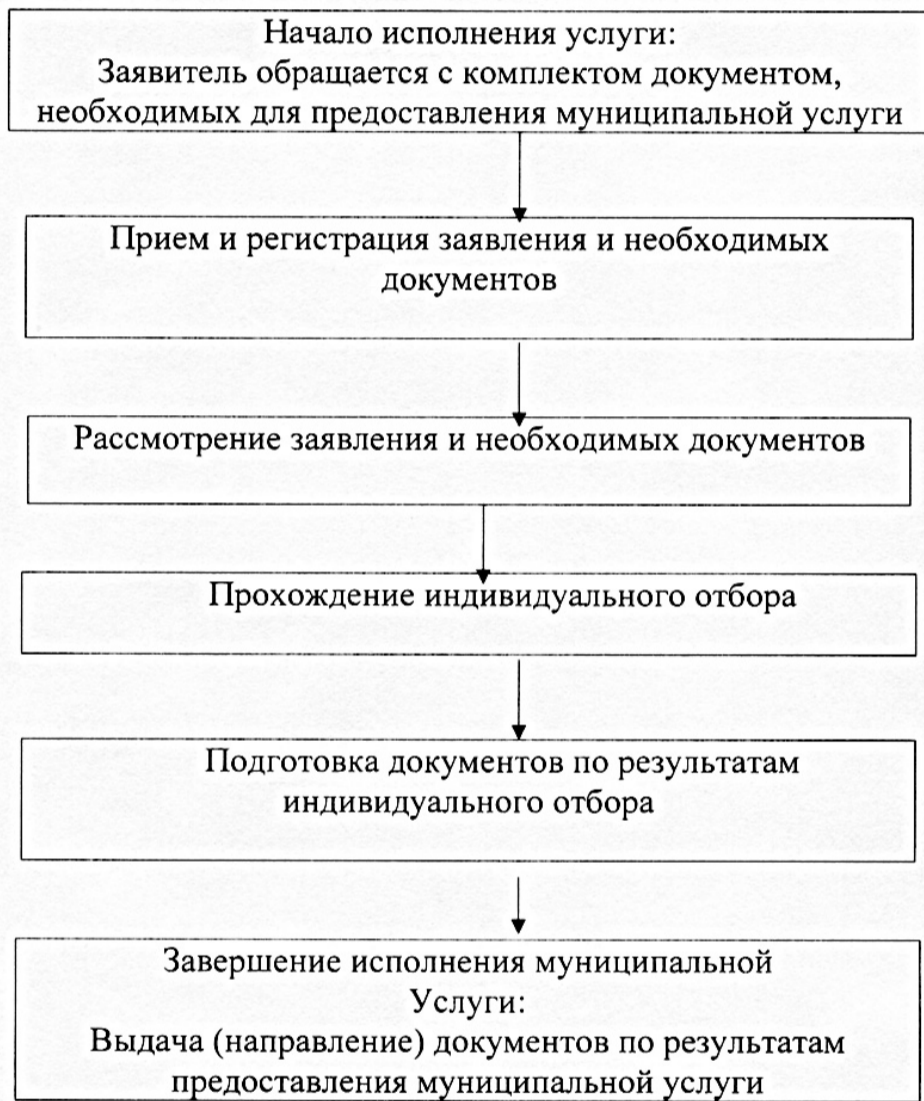 Начало исполнения услуги:
Заявитель обращается с комплектом документом,
необходимых для предоставления муниципальной услуги
Прием и регистрация заявления и необходимых
документов
Рассмотрение заявления и необходимых документов
Прохождение индивидуального отбора
Подготовка документов по результатам
индивидуального отбора
Завершение исполнения муниципальной
Услуги:
Выдача (направление) документов по результатам
предоставления муниципальной услуги